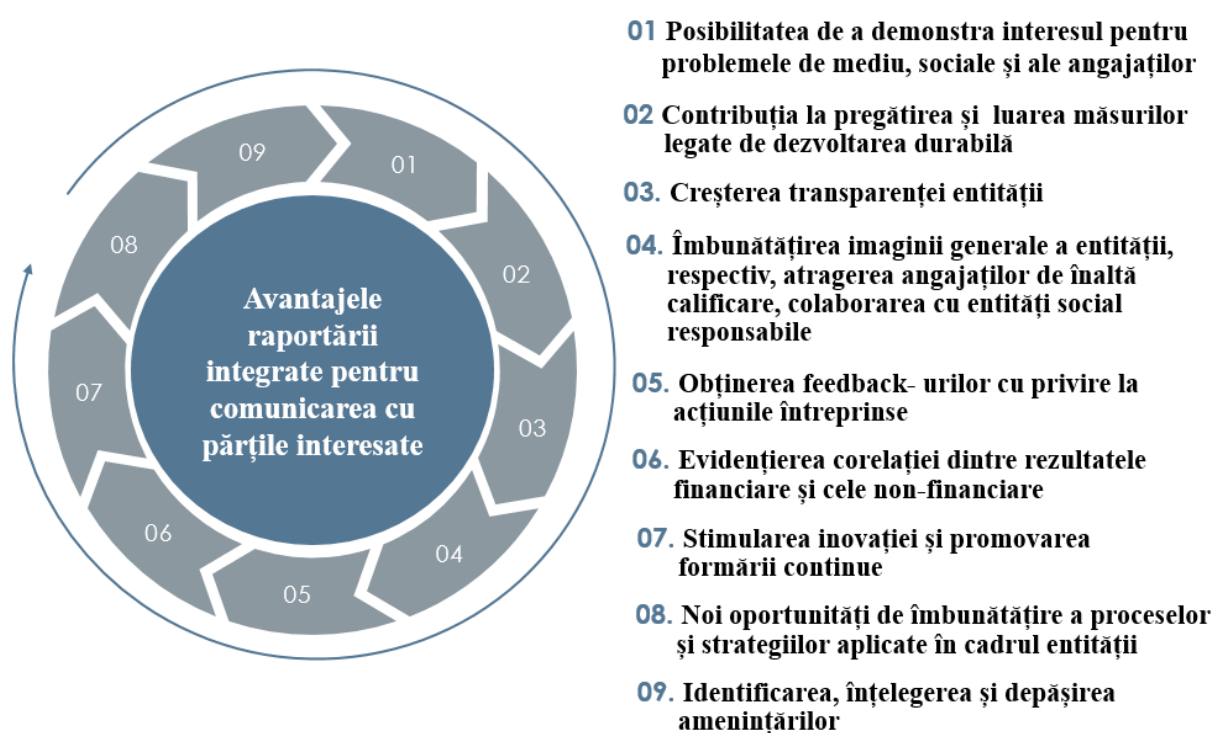 Avantajele
raportării
integrate pentru
comunicarea cu
părțile interesate
01
02
03
04
05
06
07
08
09
01 Posibilitatea de a demonstra interesul pentru
problemele de mediu, sociale și ale angajaților
02 Contribuția la pregătirea și luarea măsurilor
legate de dezvoltarea durabilă
03. Creșterea transparenței entității
04. Îmbunătățirea imaginii generale a entității,
respectiv, atragerea angajaților de înaltă
calificare, colaborarea cu entități social
responsabile
05. Obținerea feedback- urilor cu privire la
acțiunile întreprinse
06. Evidențierea corelației dintre rezultatele
financiare și cele non-financiare
07. Stimularea inovației și promovarea
formării continue
08. Noi oportunități de îmbunătățire a proceselor
și strategiilor aplicate în cadrul entității
09. Identificarea, înțelegerea și depășirea
amenințărilor